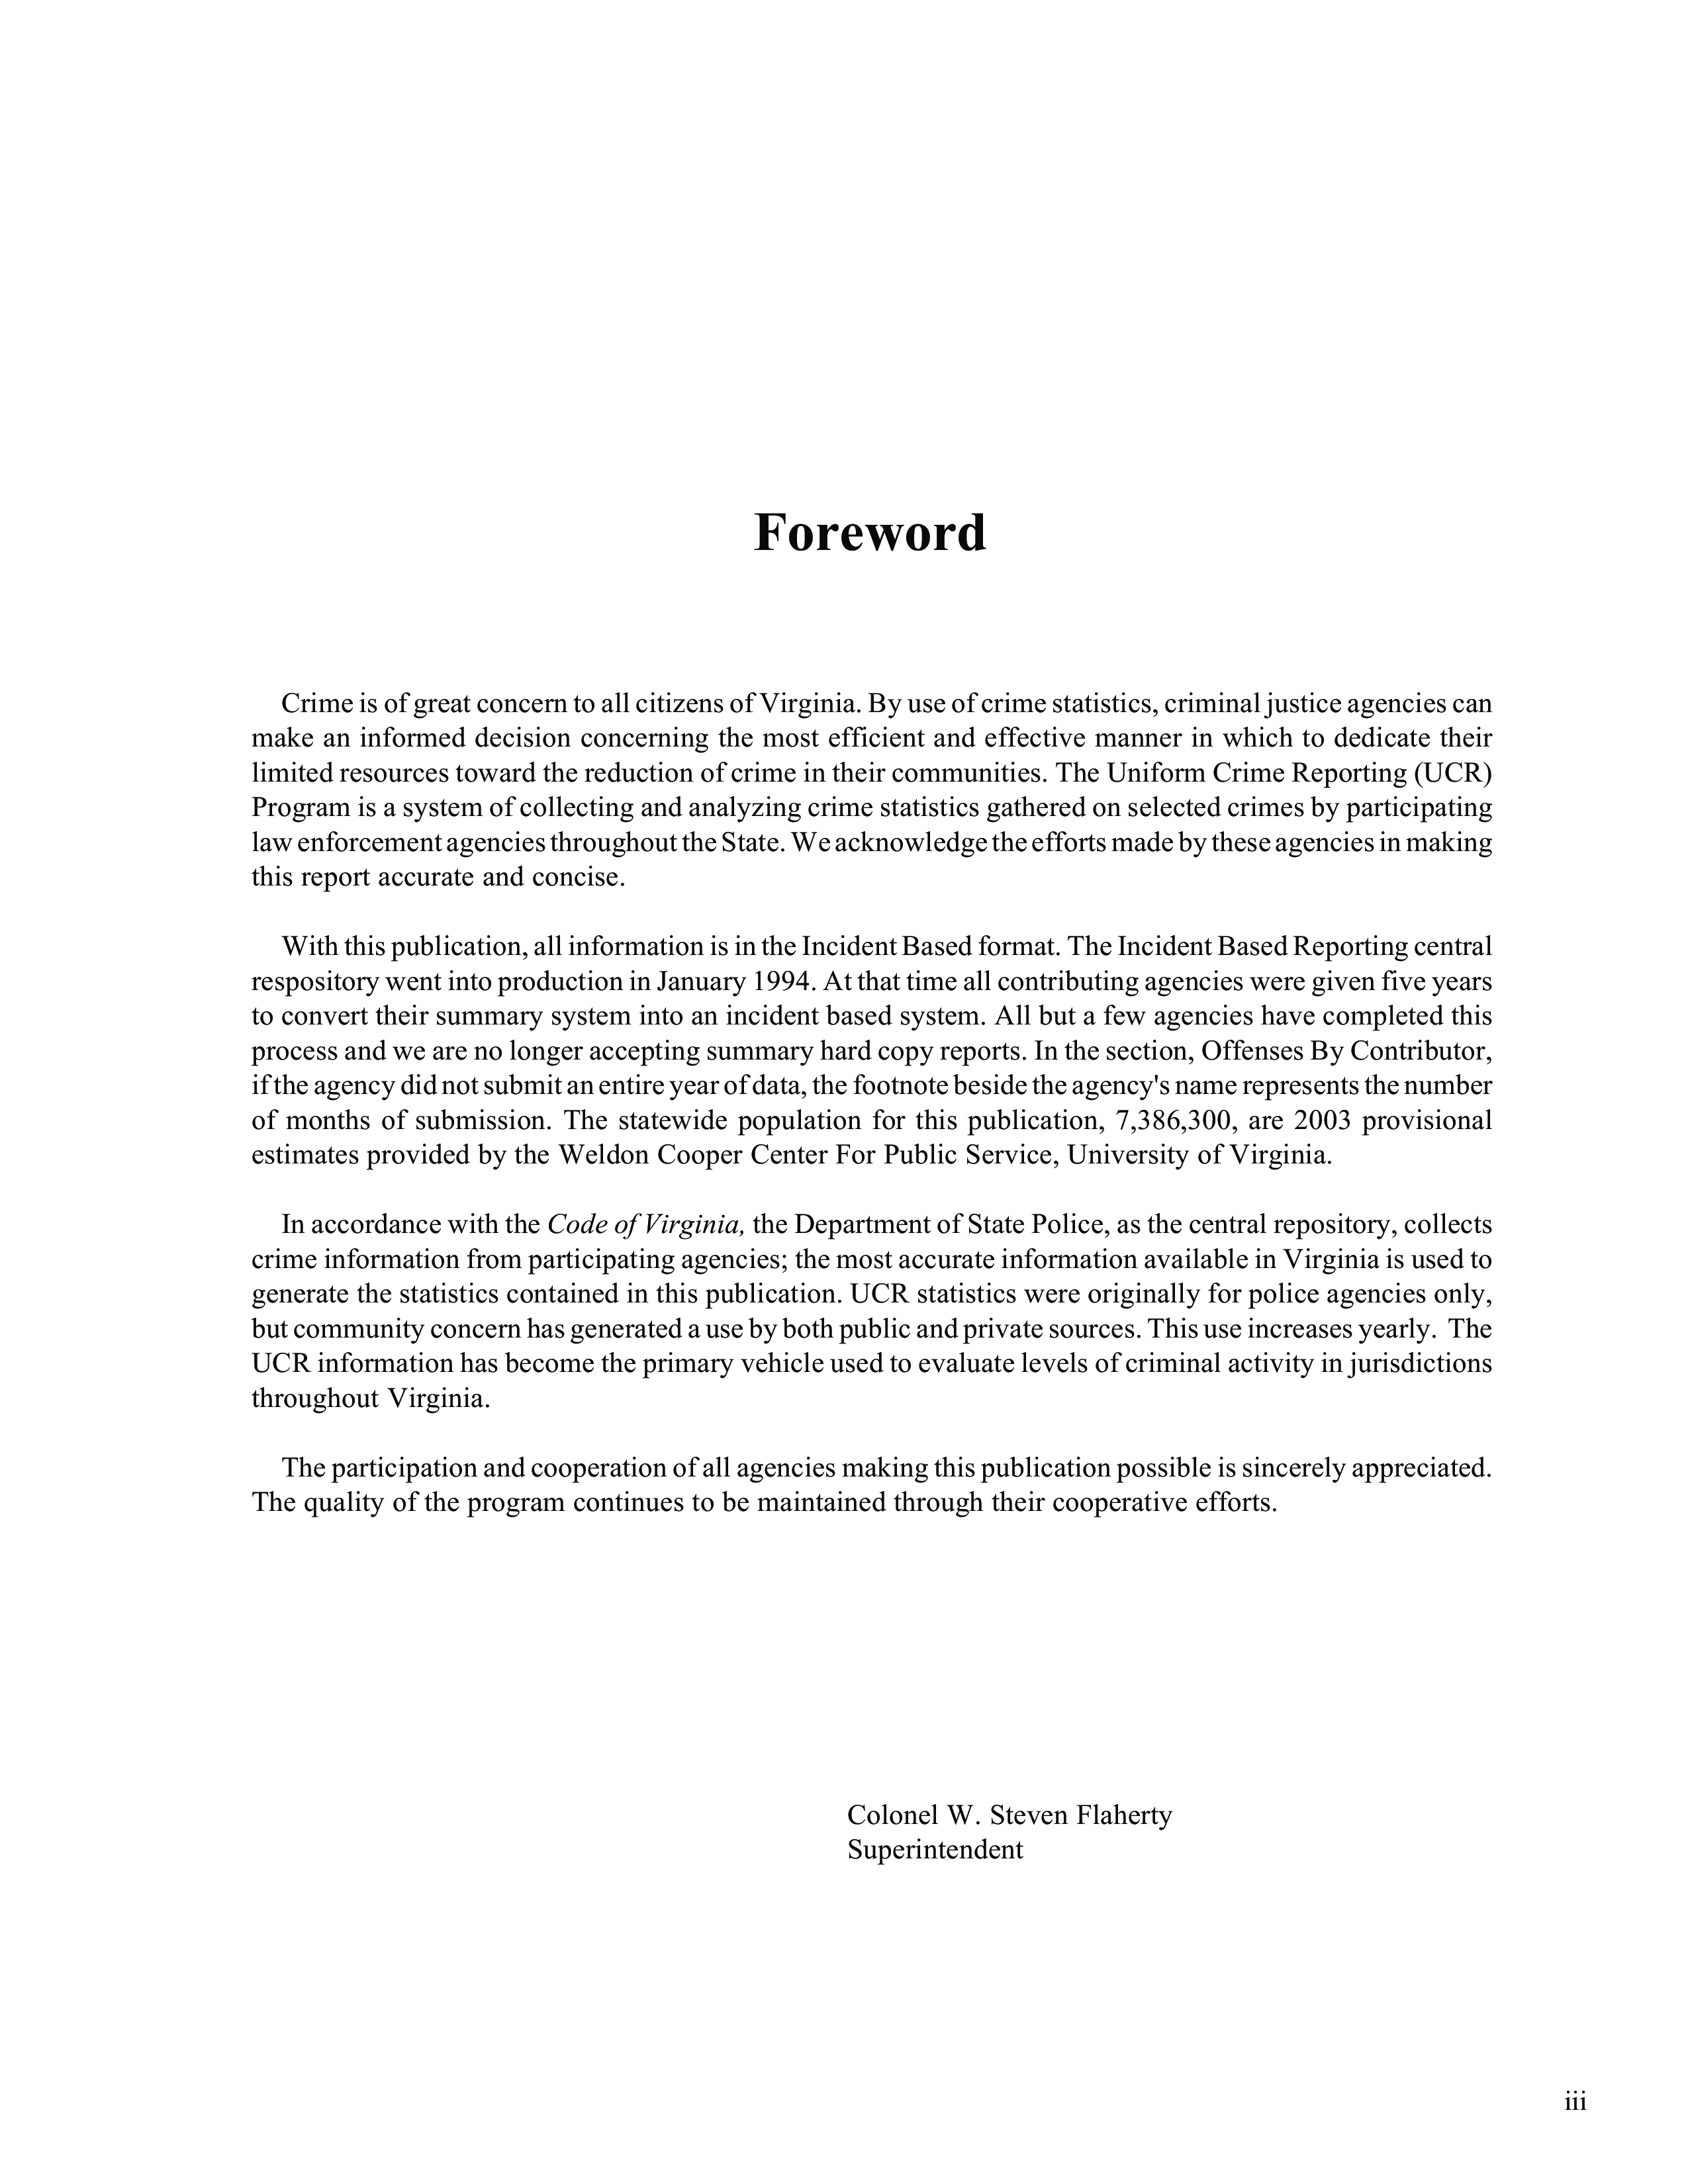 Foreword
Crime is of great concern to all citizens of Virginia. By use of crime statistics, criminal justice agencies can
make an informed decision concerning the most efficient and effective manner in which to dedicate their
limited resources toward the reduction of crime in their communities. The Uniform Crime Reporting (UCR)
Program is a system of collecting and analyzing crime statistics gathered on selected crimes by participating
law enforcement agencies throughout the State. We acknowledge the efforts made by these agencies in making
this report accurate and concise.
With this publication, all information is in the Incident Based format. The Incident Based Reporting central
respository went into production in January 1994. At that time all contributing agencies were given five years
to convert their summary system into an incident based system. All but a few agencies have completed this
process and we are no longer accepting summary hard copy reports. In the section, Offenses By Contributor,
if the agency did not submit an entire year of data, the footnote beside the agency's name represents the number
of months of submission. The statewide population for this publication, 7,386,300, are 2003 provisional
estimates provided by the Weldon Cooper Center For Public Service, University of Virginia.
In accordance with the Code of Virginia, the Department of State Police, as the central repository, collects
crime information from participating agencies; the most accurate information available in Virginia is used to
generate the statistics contained in this publication. UCR statistics were originally for police agencies only,
but community concern has generated a use by both public and private sources. This use increases yearly. The
UCR information has become the primary vehicle used to evaluate levels of criminal activity in jurisdictions
throughout Virginia.
The participation and cooperation of all agencies making this publication possible is sincerely appreciated.
The quality of the program continues to be maintained through their cooperative efforts.
Colonel W. Steven Flaherty
Superintendent
iii